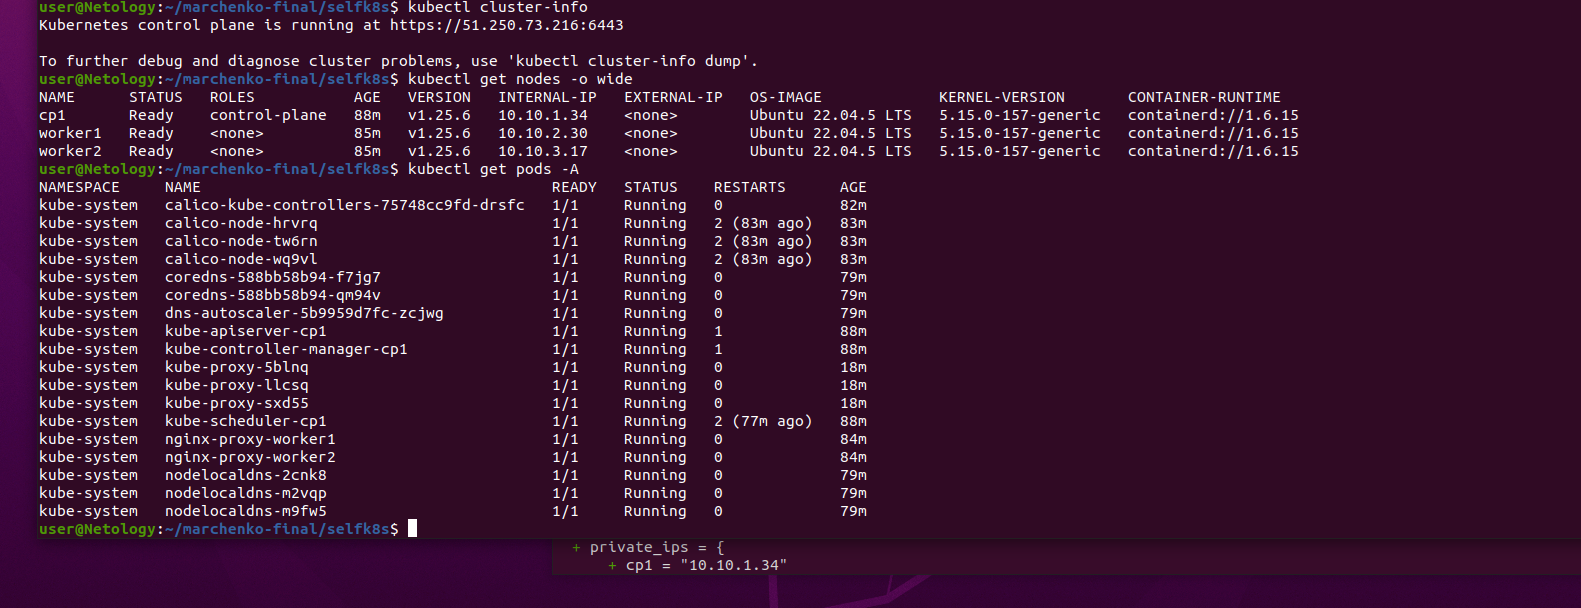 user@Netology:~/marchenko-final/selfk8s$ kubectl cluster-info
Kubernetes control plane is running at https://51.250.73.216:6443

To further debug and diagnose cluster problems, use 'kubectl cluster-info dump'.
user@Netology:~/marchenko-final/selfk8s$ kubectl get nodes -o wide
NAME      STATUS   ROLES           AGE   VERSION   INTERNAL-IP   EXTERNAL-IP   OS-IMAGE             KERNEL-VERSION       CONTAINER-RUNTIME
cp1       Ready    control-plane   88m   v1.25.6   10.10.1.34    <none>        Ubuntu 22.04.5 LTS   5.15.0-157-generic   containerd://1.6.15
worker1   Ready    <none>          85m   v1.25.6   10.10.2.30    <none>        Ubuntu 22.04.5 LTS   5.15.0-157-generic   containerd://1.6.15
worker2   Ready    <none>          85m   v1.25.6   10.10.3.17    <none>        Ubuntu 22.04.5 LTS   5.15.0-157-generic   containerd://1.6.15
user@Netology:~/marchenko-final/selfk8s$ kubectl get pods -A
NAMESPACE     NAME                                       READY   STATUS    RESTARTS      AGE
kube-system   calico-kube-controllers-75748cc9fd-drsfc   1/1     Running   0             82m
kube-system   calico-node-hrvrq                          1/1     Running   2 (83m ago)   83m
kube-system   calico-node-tw6rn                          1/1     Running   2 (83m ago)   83m
kube-system   calico-node-wq9vl                          1/1     Running   2 (83m ago)   83m
kube-system   coredns-588bb58b94-f7jg7                   1/1     Running   0             79m
kube-system   coredns-588bb58b94-qm94v                   1/1     Running   0             79m
kube-system   dns-autoscaler-5b9959d7fc-zcjwg            1/1     Running   0             79m
kube-system   kube-apiserver-cp1                         1/1     Running   1             88m
kube-system   kube-controller-manager-cp1                1/1     Running   1             88m
kube-system   kube-proxy-5blnq                           1/1     Running   0             18m
kube-system   kube-proxy-llcsq                           1/1     Running   0             18m
kube-system   kube-proxy-sxd55                           1/1     Running   0             18m
kube-system   kube-scheduler-cp1                         1/1     Running   2 (77m ago)   88m
kube-system   nginx-proxy-worker1                        1/1     Running   0             84m
kube-system   nginx-proxy-worker2                        1/1     Running   0             84m
kube-system   nodelocaldns-2cnk8                         1/1     Running   0             79m
kube-system   nodelocaldns-m2vqp                         1/1     Running   0             79m
kube-system   nodelocaldns-m9fw5                         1/1     Running   0             79m
user@Netology:~/marchenko-final/selfk8s$
+ private_ips = {
+ cp1 = "10.10.1.34"